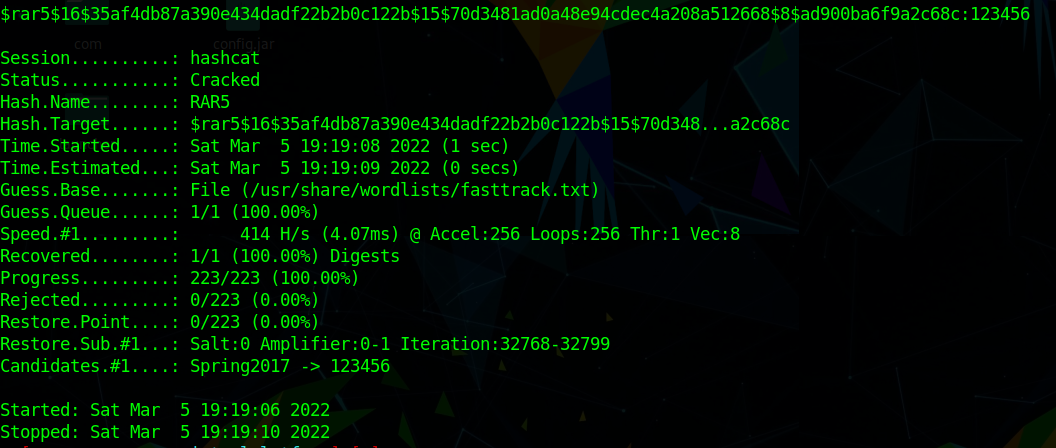 $rar5$16$35af4db87a390e434dadf22b2b0c122b$15$70d3481ad0a48e94cdec4a208a512668$8$ad900ba6f9a2c68c:123456
com config.jar
Session..........: hashcat
Status...........: Cracked
Hash.Name........: RAR5
Hash.Target......: $rar5$16$35af4db87a390e434dadf22b2b0c122b$15$70d348...a2c68c
Time.Started.....: Sat Mar  5 19:19:08 2022 (1 sec)
Time.Estimated...: Sat Mar  5 19:19:09 2022 (0 secs)
Guess.Base.......: File (/usr/share/wordlists/fasttrack.txt)
Guess.Queue......: 1/1 (100.00%)
Speed.#1.........:      414 H/s (4.07ms) @ Accel:256 Loops:256 Thr:1 Vec:8
Recovered........: 1/1 (100.00%) Digests
Progress.........: 223/223 (100.00%)
Rejected.........: 0/223 (0.00%)
Restore.Point....: 0/223 (0.00%)
Restore.Sub.#1...: Salt:0 Amplifier:0-1 Iteration:32768-32799
Candidates.#1....: Spring2017 -> 123456
Started: Sat Mar  5 19:19:06 2022
Stopped: Sat Mar  5 19:19:10 2022